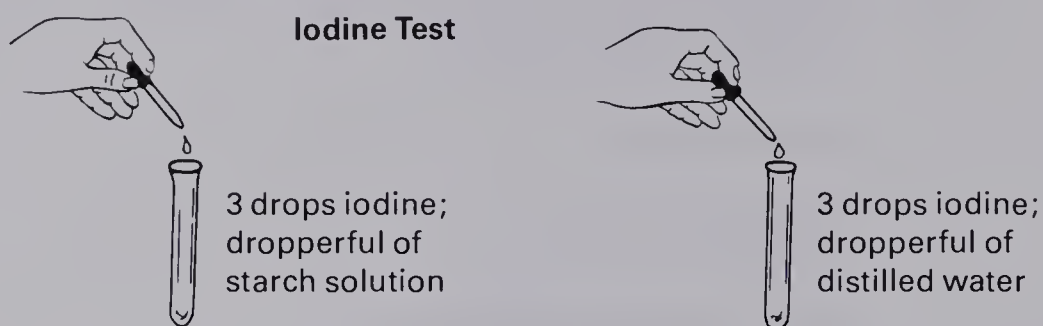 Iodine Test
3 drops iodine;
dropperful of
starch solution
3 drops iodine;
dropperful of
distilled water